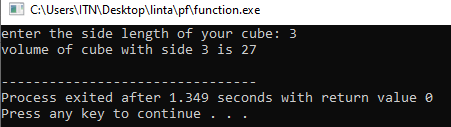 C:\Users\ITN\Desktop\linta\pf\function.exe
enter the side length of your cube: 3
volume of cube with side 3 is 27
--------------------------------
Process exited after 1.349 seconds with return value 0
Press any key to continue . . .